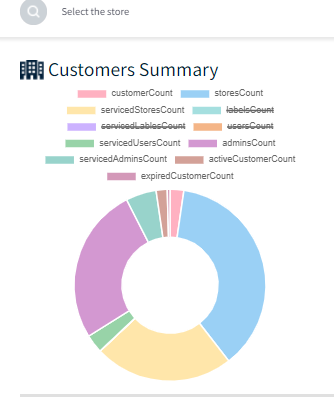 Select the store
Customers Summary
customerCount storesCount
servicedStoresCount labelsCount
servicedLablesCount usersCount
servicedUsersCount adminsCount
servicedAdminsCount activeCustomerCount
expiredCustomerCount